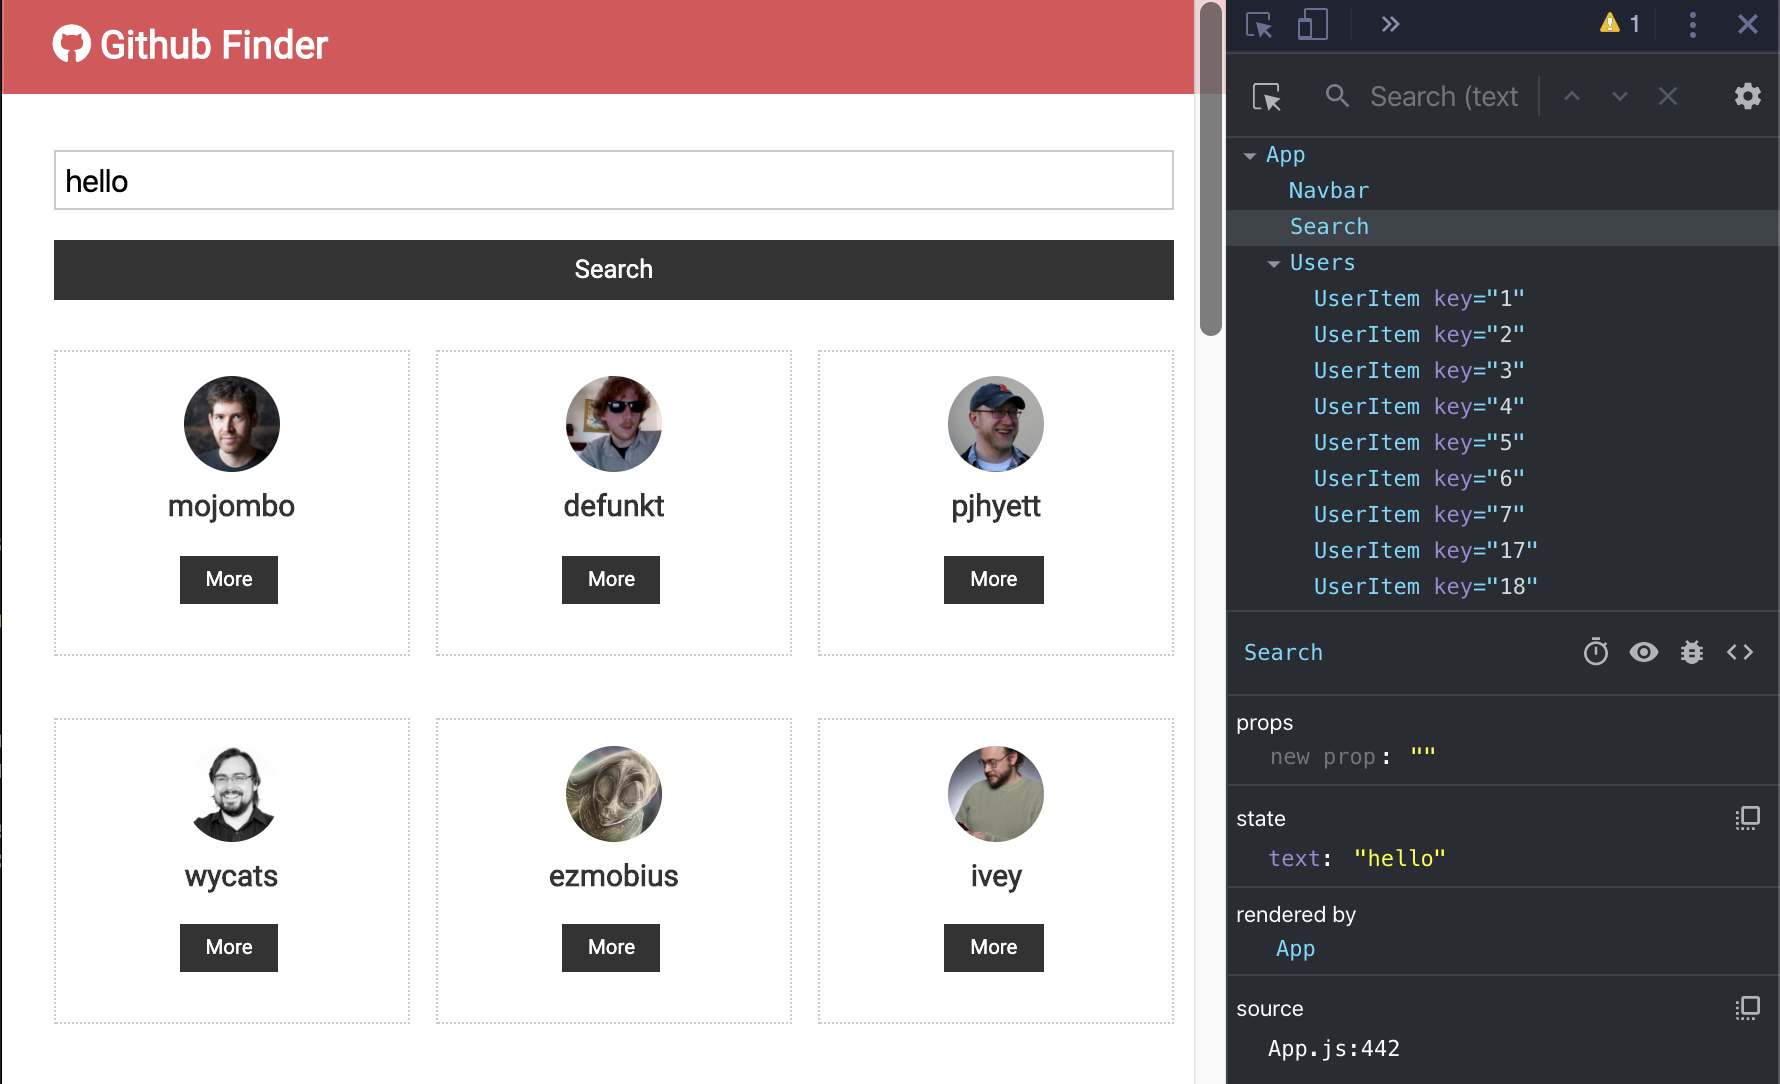 Github Finder
hello
Search
mojombo
defunkt
pjhyett
More
More
More
wycats
ezmobius
ivey
More
More
More
1
Search (text
App
Navbar
Search
Users
UserItem key="1"
UserItem key="2"
UserItem key="3"
UserItem key="4"
UserItem key="5"
UserItem key="6"
UserItem key="7"
UserItem key="17"
UserItem key="18"
Search
props
new prop: ""
state
text: "hello"
rendered by
App
source
App.js:442